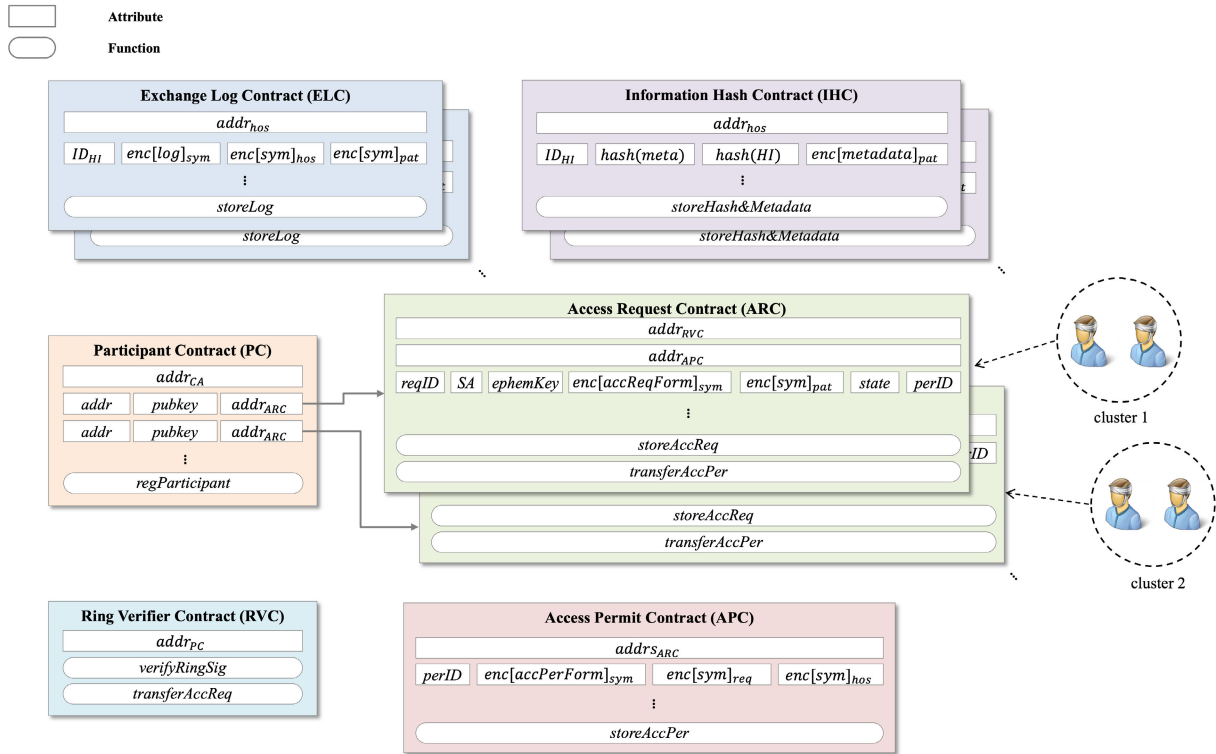 Attribute
Function
Exchange Log Contract (ELC)
addr_hos
ID_HI enc[log]_sym enc[sym]_hos enc[sym]_pat
⋮
storeLog
storeLog
Information Hash Contract (IHC)
addr_hos
ID_HI hash(meta) hash(HI) enc[metadata]_pat
⋮
storeHash&Metadata
storeHash&Metadata
Participant Contract (PC)
addr_CA
addr pubkey addr_ARC
addr pubkey addr_ARC
⋮
regParticipant
Access Request Contract (ARC)
addr_RVC
addr_APC
reqID SA ephemKey enc[accReqForm]_sym enc[sym]_pat state perID
⋮
storeAccReq
transferAccPer
storeAccReq
transferAccPer
cluster 1
cluster 2
Ring Verifier Contract (RVC)
addr_PC
verifyRingSig
transferAccReq
Access Permit Contract (APC)
addrs_ARC
perID enc[accPerForm]_sym enc[sym]_req enc[sym]_hos
⋮
storeAccPer